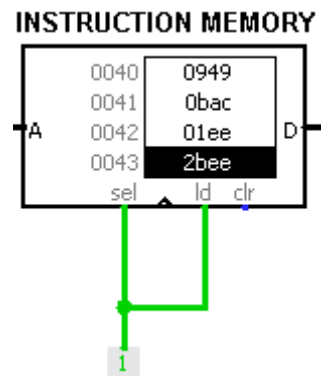 INSTRUCTION MEMORY
0040 0949
0041 0bac
A 0042 01ee D
0043 2bee
sel ld clr
1